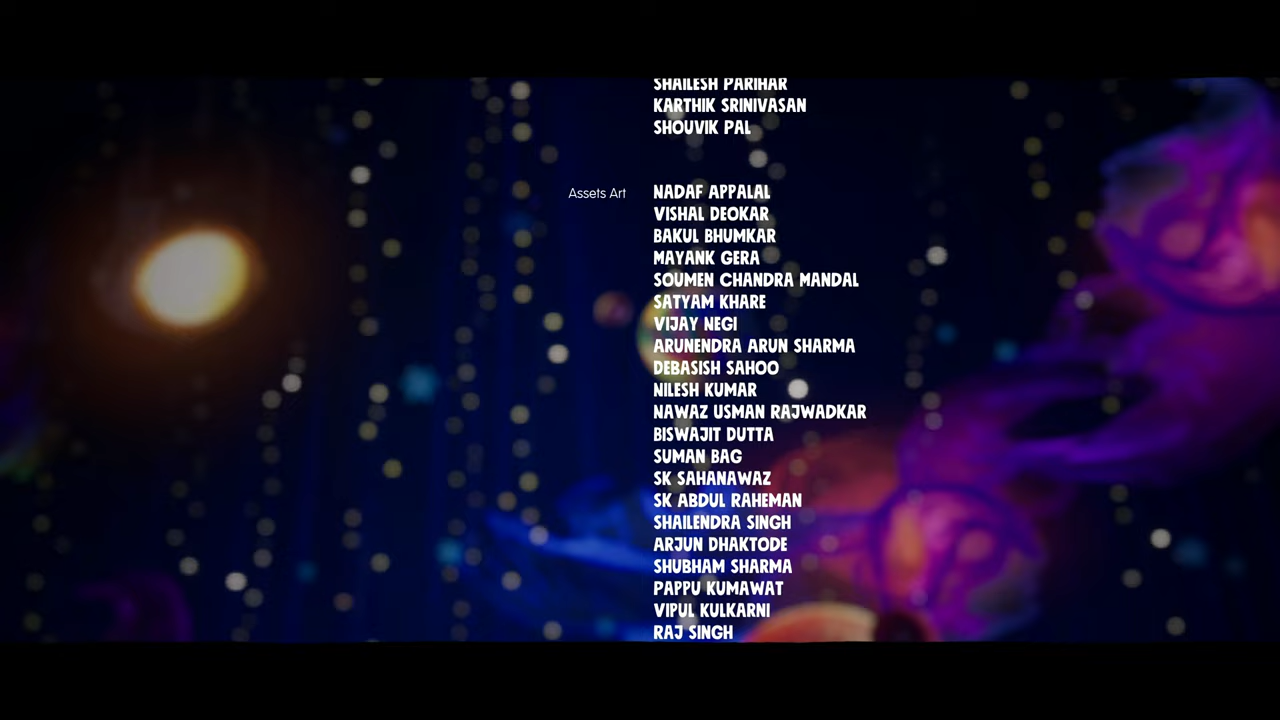 SHAILESH PARIHAR
KARTHIK SRINIVASAN
SHOUVIK PAL
Assets Art NADAF APPALAL
VISHAL DEOKAR
BAKUL BHUMKAR
MAYANK GERA
SOUMEN CHANDRA MANDAL
SATYAM KHARE
VIJAY NEGI
ARUNENDRA ARUN SHARMA
DEBASISH SAHOO
NILESH KUMAR
NAWAZ USMAN RAJWADKAR
BISWAJIT DUTTA
SUMAN BAG
SK SAHANAWAZ
SK ABDUL RAHEMAN
SHAILENDRA SINGH
ARJUN DHAKTODE
SHUBHAM SHARMA
PAPPU KUMAWAT
VIPUL KULKARNI
RAJ SINGH